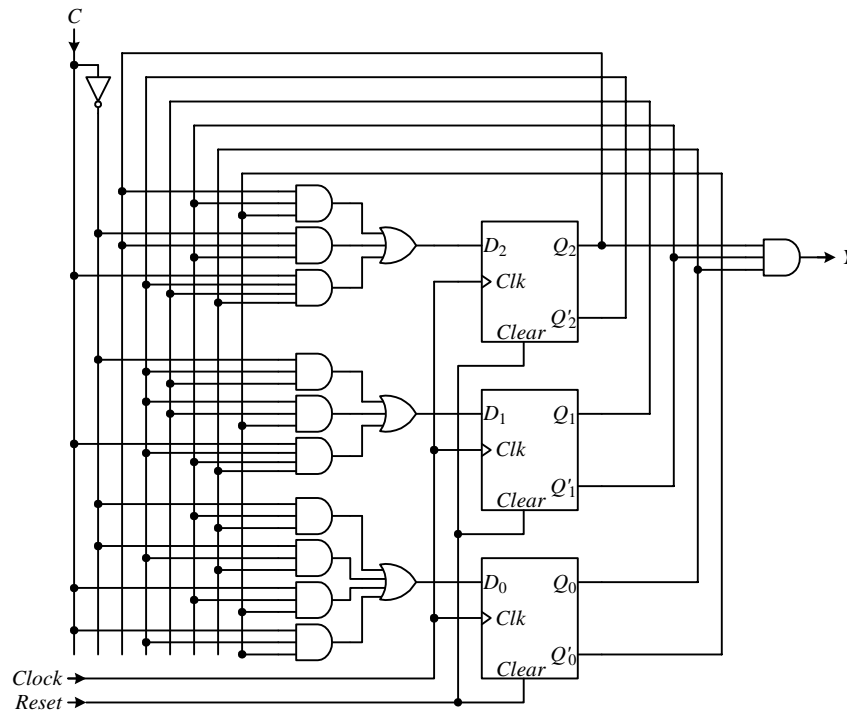 C
D2 Q2
Clk
Q'2
Clear
Y
D1 Q1
Clk
Q'1
Clear
D0 Q0
Clk
Q'0
Clear
Clock
Reset